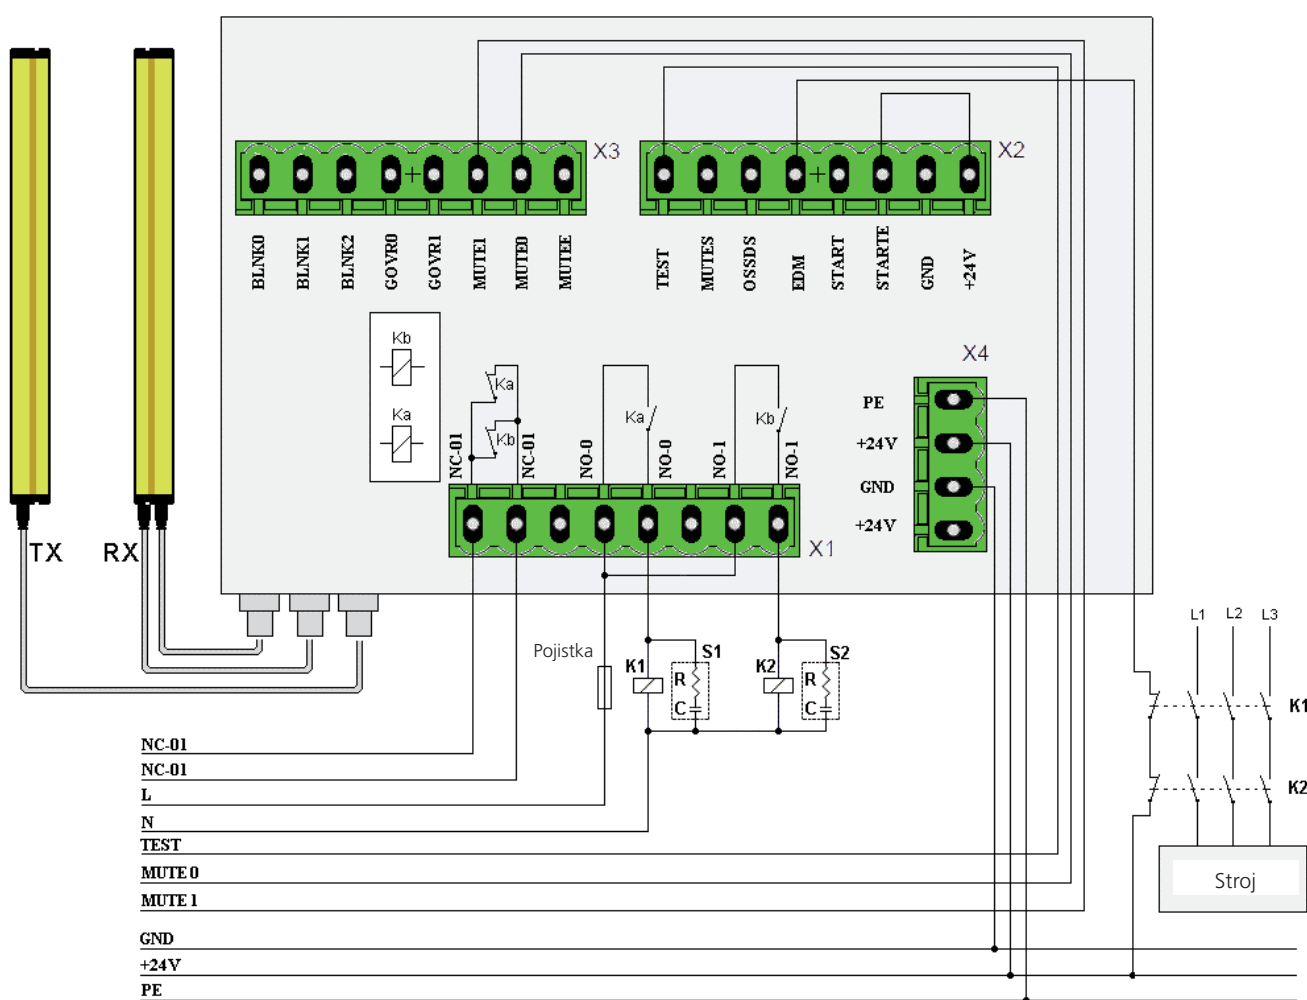 X3
X2
BLNK0
BLNK1
BLNK2
GOVR0
GOVR1
MUTE1
MUTE0
MUTEE
TEST
MUTES
OSSDS
EDM
START
STARTE
GND
+24V
Kb
Ka
NC-01
Ka
Kb
NC-01
NO-0
Ka
NO-0
NO-1
Kb
NO-1
X4
PE
+24V
GND
+24V
X1
TX
RX
Pojistka
K1
S1
R
C
K2
S2
R
C
L1
L2
L3
K1
K2
Stroj
NC-01
NC-01
L
N
TEST
MUTE 0
MUTE 1
GND
+24V
PE